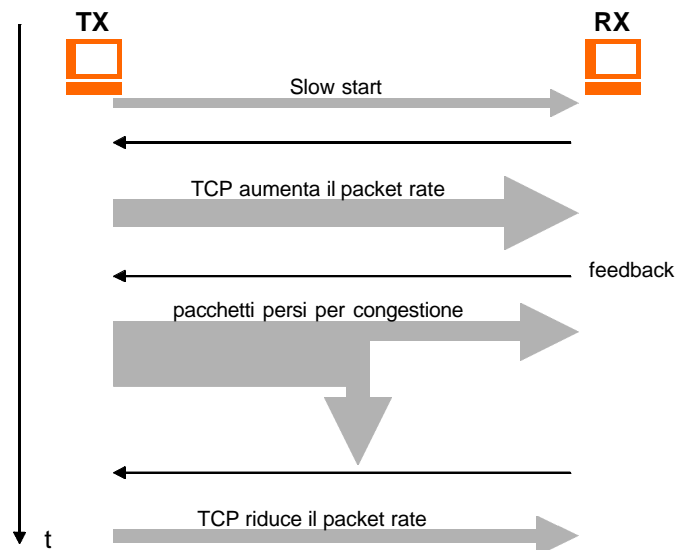 TX
RX
Slow start
TCP aumenta il packet rate
feedback
pacchetti persi per congestione
TCP riduce il packet rate
t